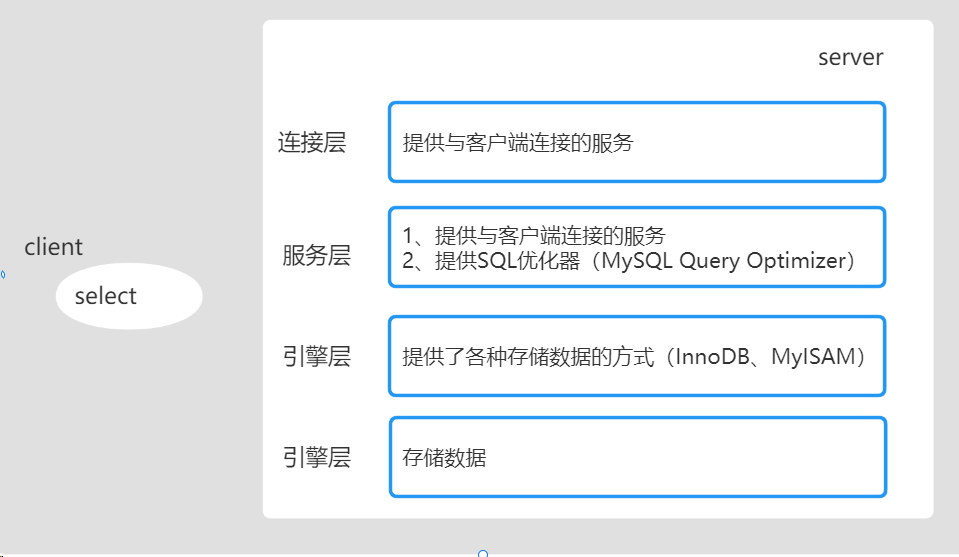 server
连接层
提供与客户端连接的服务
client
select
服务层
1、提供与客户端连接的服务
2、提供SQL优化器（MySQL Query Optimizer）
引擎层
提供了各种存储数据的方式（InnoDB、MyISAM）
引擎层
存储数据